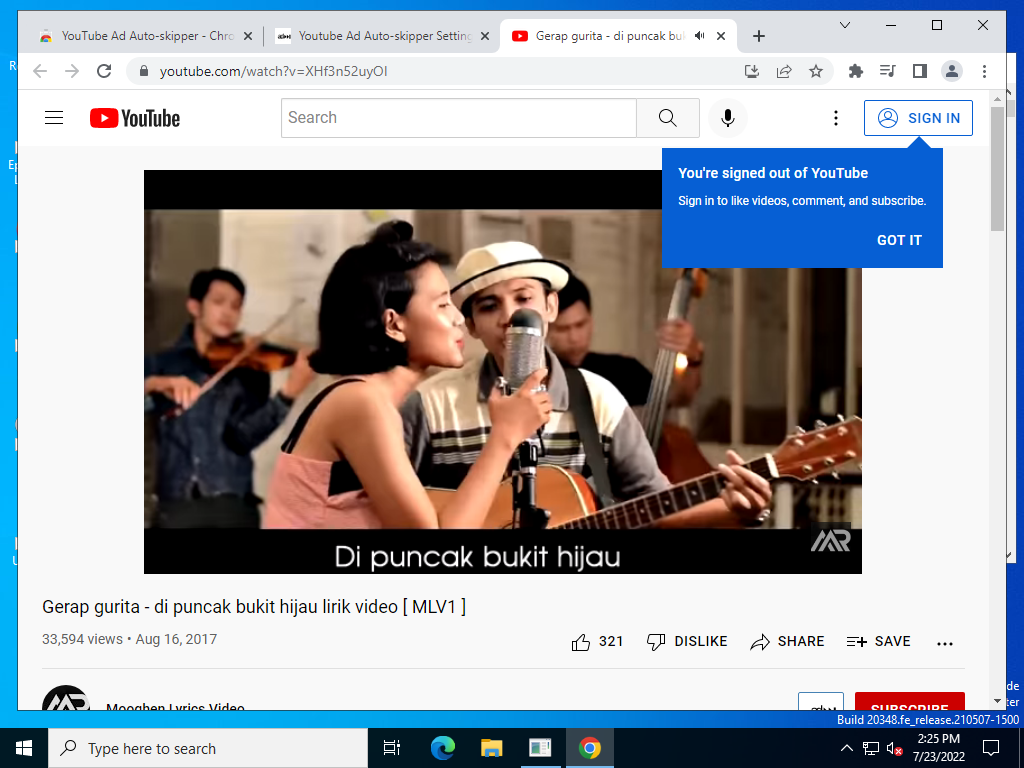 YouTube Ad Auto-skipper - Chro
Youtube Ad Auto-skipper Setting
Gerap gurita - di puncak buk
youtube.com/watch?v=XHf3n52uyOI
YouTube
Search
SIGN IN
You're signed out of YouTube
Sign in to like videos, comment, and subscribe.
GOT IT
MR
Di puncak bukit hijau
Gerap gurita - di puncak bukit hijau lirik video [ MLV1 ]
33,594 views • Aug 16, 2017
321
DISLIKE
SHARE
SAVE
Mooghen Lyrics Video
SUBSCRIBE
Build 20348.fe_release.210507-1500
Type here to search
2:25 PM
7/23/2022